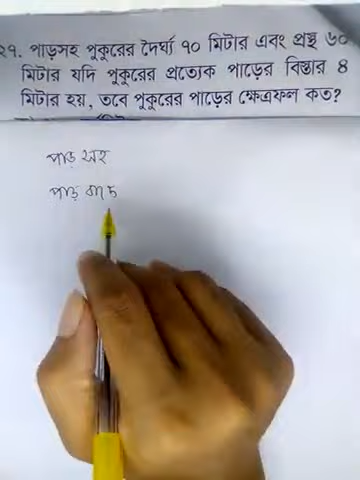 ২৭. পাড়সহ পুকুরের দৈর্ঘ্য ৭০ মিটার এবং প্রস্থ ৬০
মিটার যদি পুকুরের প্রত্যেক পাড়ের বিস্তার ৪
মিটার হয়, তবে পুকুরের পাড়ের ক্ষেত্রফল কত?
পাড় সহ
পাড় বাদ